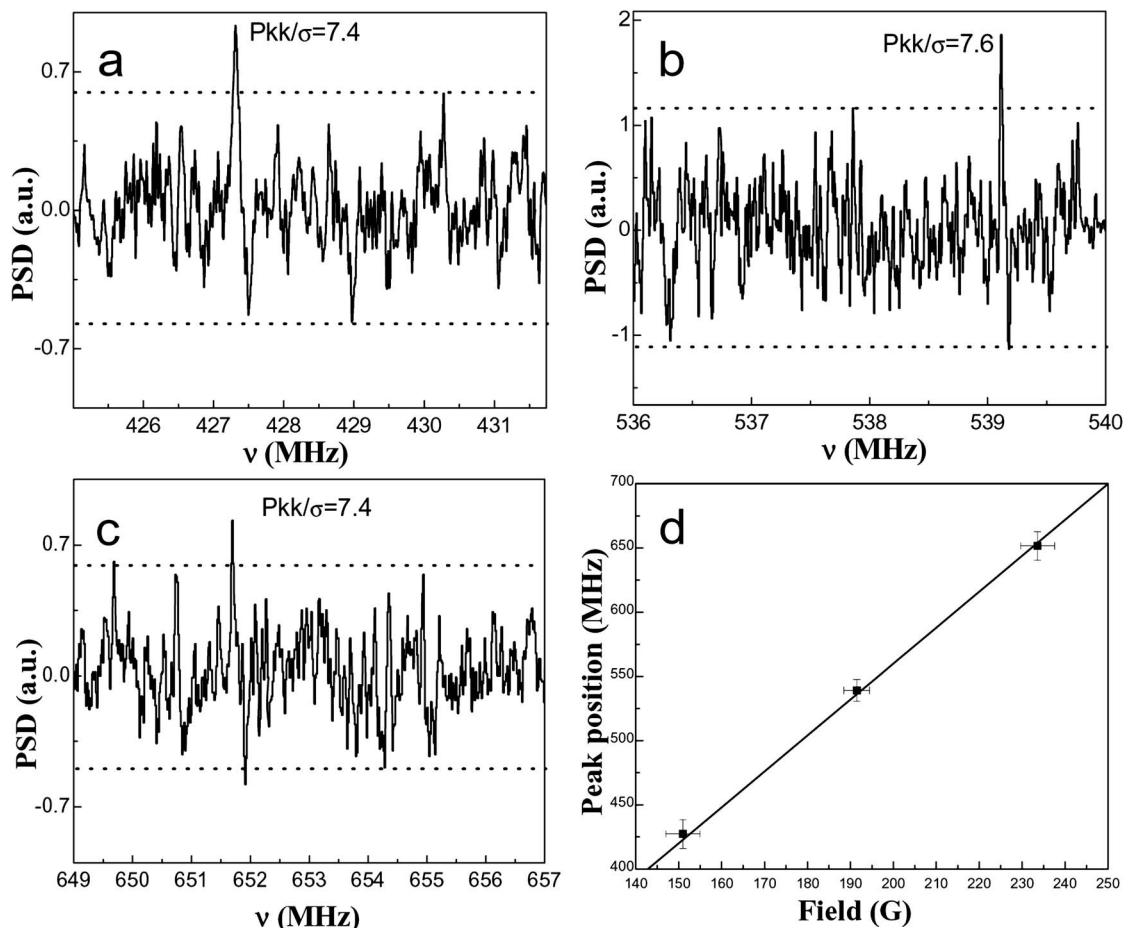 a
Pkk/σ=7.4
0.7
0.0
-0.7
PSD (a.u.)
426 427 428 429 430 431
ν (MHz)
b
Pkk/σ=7.6
2
1
0
-1
PSD (a.u.)
536 537 538 539 540
ν (MHz)
c
Pkk/σ=7.4
0.7
0.0
-0.7
PSD (a.u.)
649 650 651 652 653 654 655 656 657
ν (MHz)
d
700
650
600
550
500
450
400
Peak position (MHz)
140 150 160 170 180 190 200 210 220 230 240 250
Field (G)